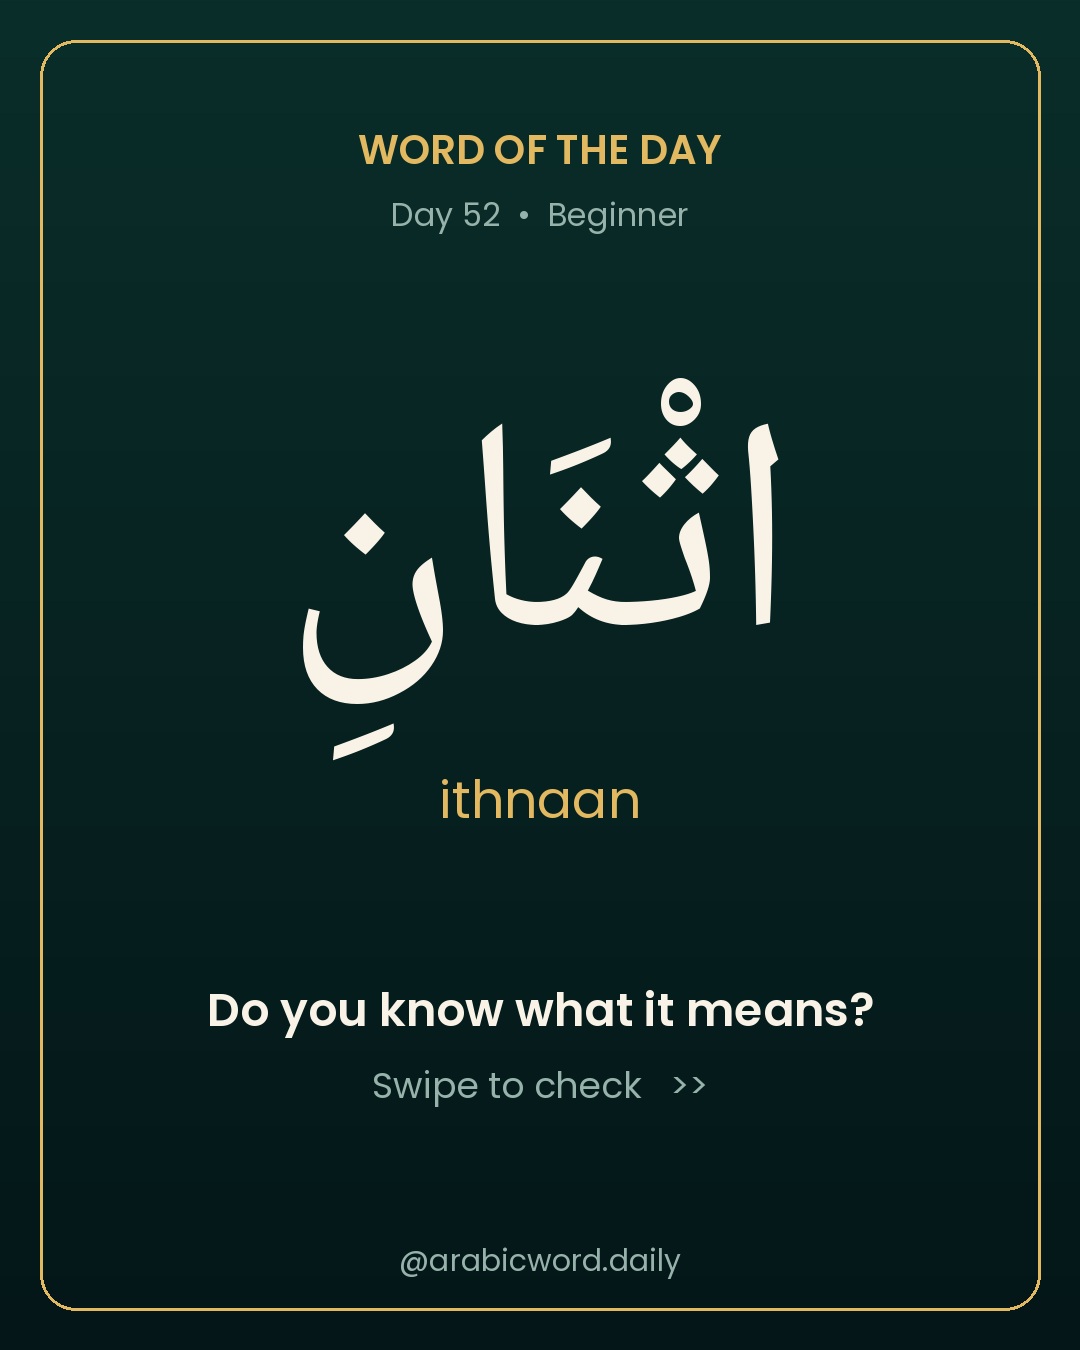 WORD OF THE DAY
Day 52 • Beginner
اثْنَانِ
ithnaan
Do you know what it means?
Swipe to check >>
@arabicword.daily